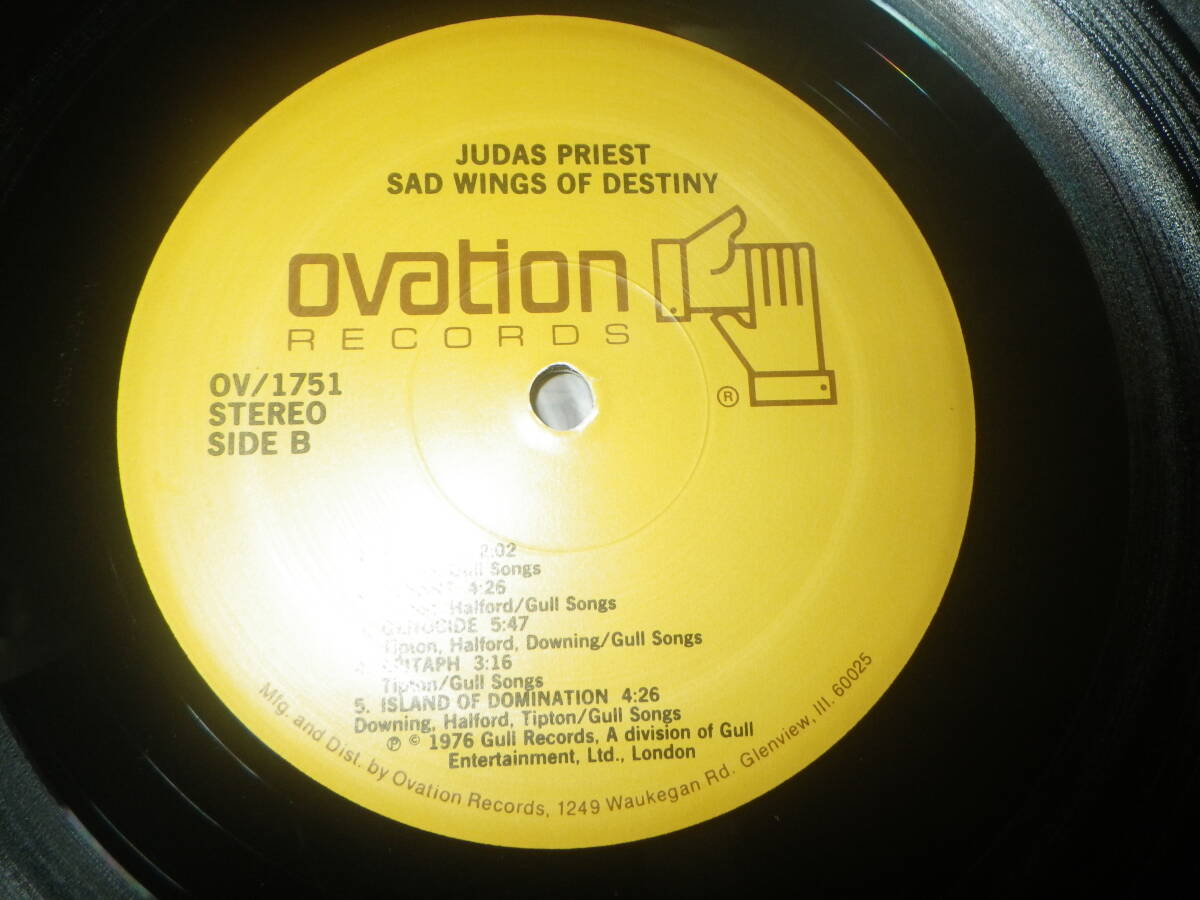 JUDAS PRIEST
SAD WINGS OF DESTINY
ovation
RECORDS
®
OV/1751
STEREO
SIDE B
2:02
Gull Songs
4:26
Halford/Gull Songs
GENOCIDE 5:47
Tipton, Halford, Downing/Gull Songs
EPITAPH 3:16
Tipton/Gull Songs
5. ISLAND OF DOMINATION 4:26
Downing, Halford, Tipton/Gull Songs
℗ © 1976 Gull Records, A division of Gull
Entertainment, Ltd., London
Mfg. and Dist. by Ovation Records, 1249 Waukegan Rd. Glenview, Ill. 60025